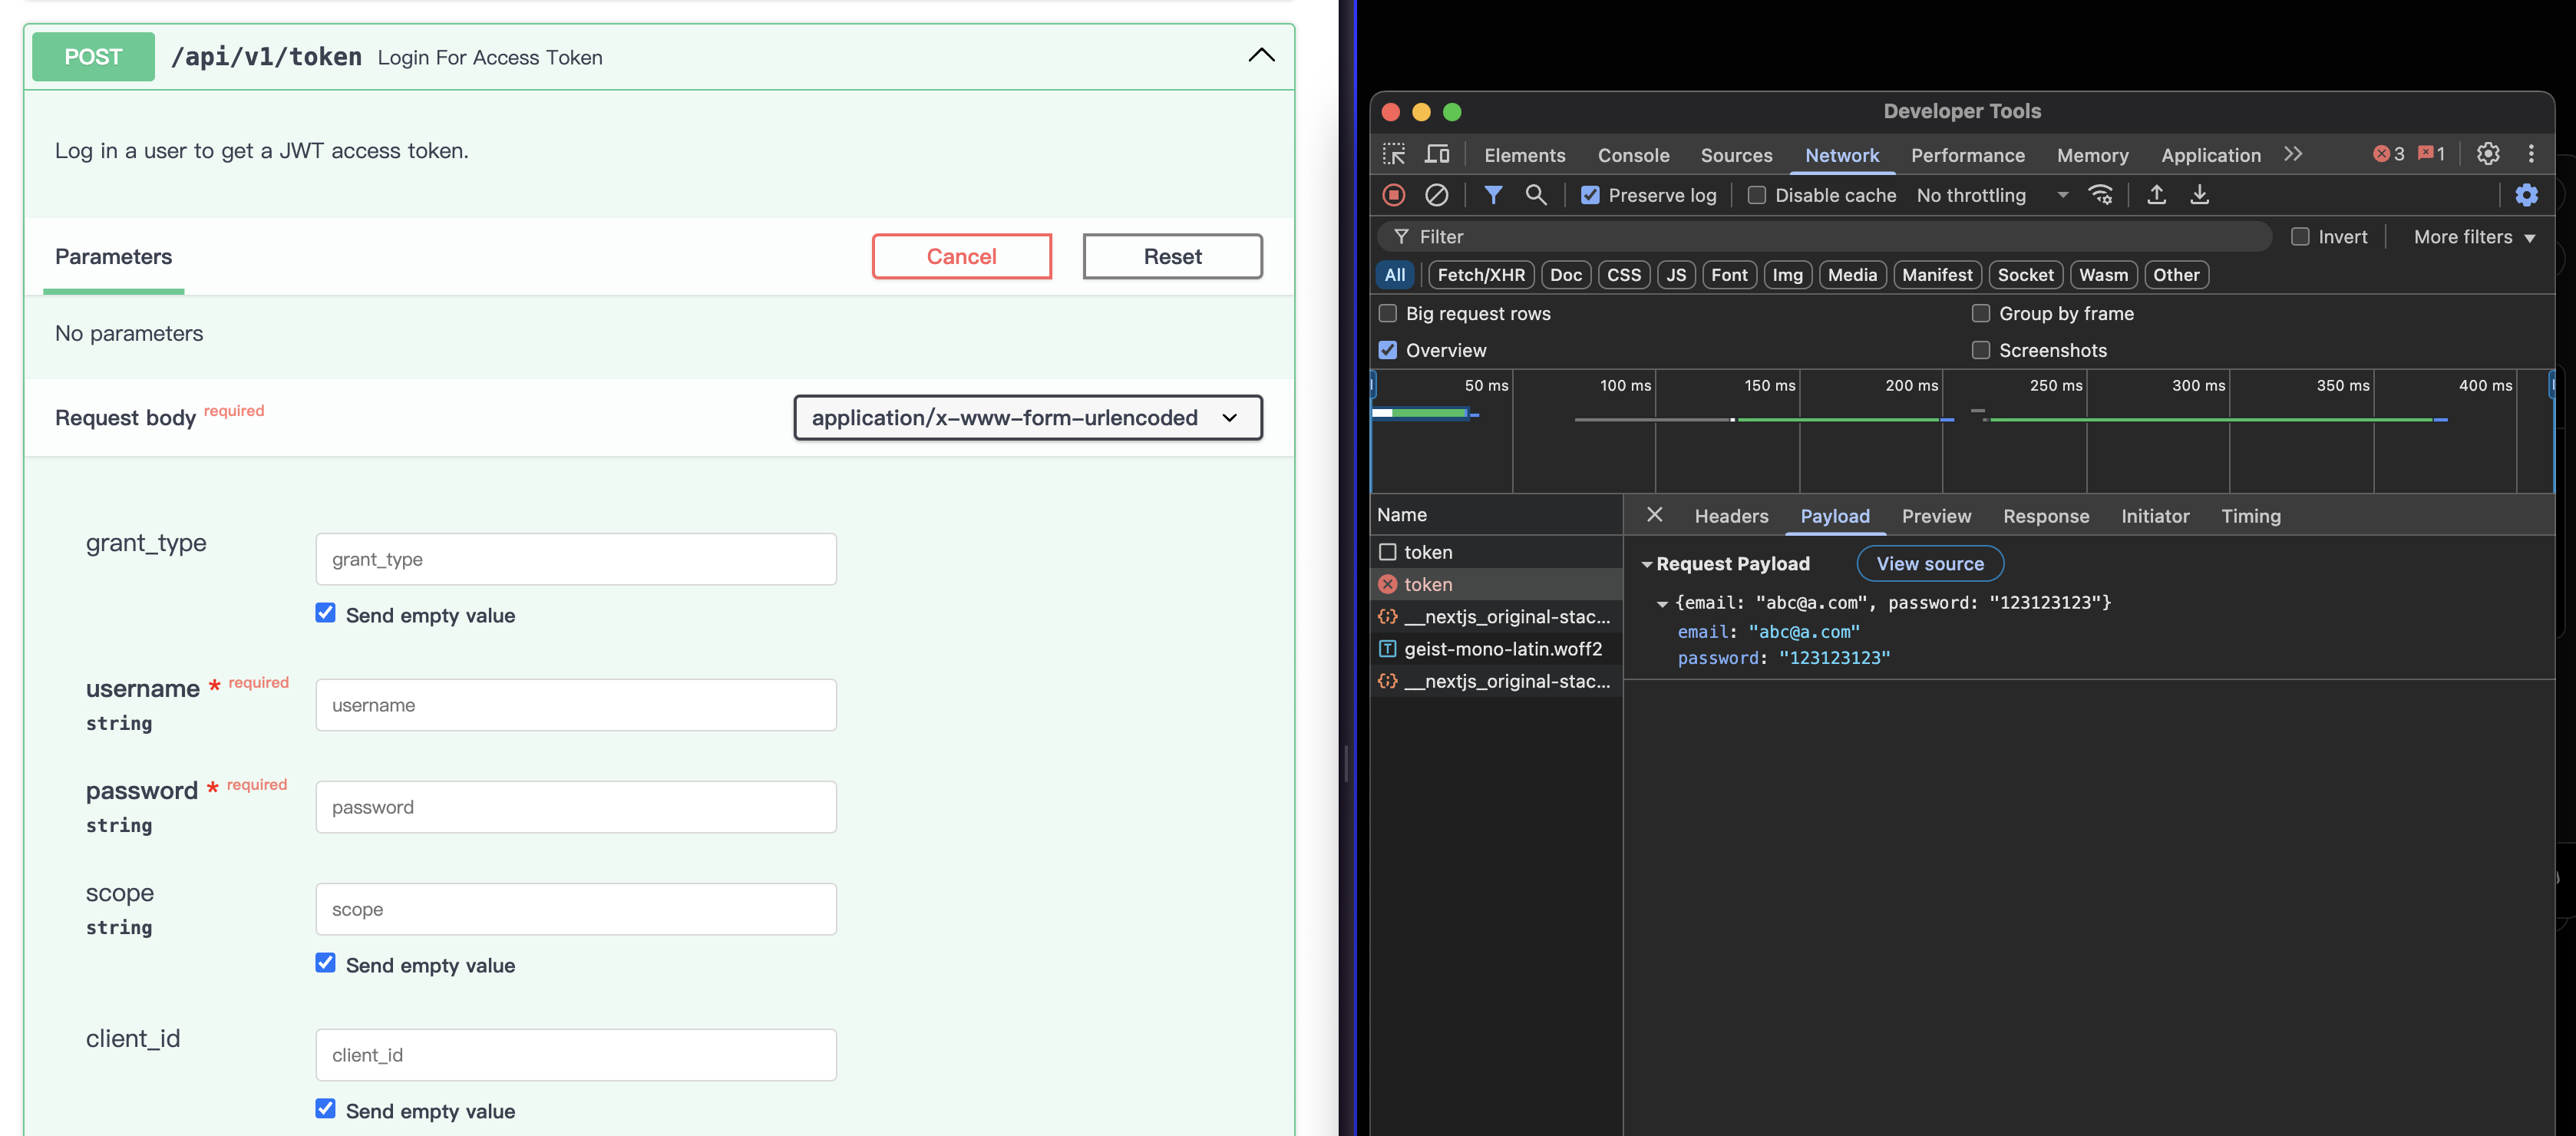 POST /api/v1/token Login For Access Token
Log in a user to get a JWT access token.
Parameters
Cancel
Reset
No parameters
Request body required
application/x-www-form-urlencoded
grant_type
grant_type
Send empty value
username * required
string
username
password * required
string
password
scope
string
scope
Send empty value
client_id
client_id
Send empty value
Developer Tools
Elements Console Sources Network Performance Memory Application 3 1
Preserve log Disable cache No throttling
Filter Invert More filters
All Fetch/XHR Doc CSS JS Font Img Media Manifest Socket Wasm Other
Big request rows Group by frame
Overview Screenshots
50 ms 100 ms 150 ms 200 ms 250 ms 300 ms 350 ms 400 ms
Name
token
token
__nextjs_original-stac...
geist-mono-latin.woff2
__nextjs_original-stac...
Headers Payload Preview Response Initiator Timing
Request Payload View source
{email: "abc@a.com", password: "123123123"}
email: "abc@a.com"
password: "123123123"